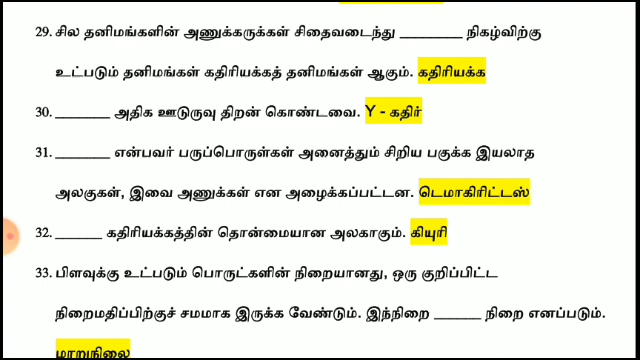 29. சில தனிமங்களின் அணுக்கருக்கள் சிதைவடைந்து _________ நிகழ்விற்கு
உட்படும் தனிமங்கள் கதிரியக்கத் தனிமங்கள் ஆகும். கதிரியக்க
30. ________ அதிக ஊடுருவு திறன் கொண்டவை. Y - கதிர்
31. ________ என்பவர் பருப்பொருள்கள் அனைத்தும் சிறிய பகுக்க இயலாத
அலகுகள், இவை அணுக்கள் என அழைக்கப்பட்டன. டெமாகிரிட்டஸ்
32. _______ கதிரியக்கத்தின் தொன்மையான அலகாகும். கியுரி
33. பிளவுக்கு உட்படும் பொருட்களின் நிறையானது, ஒரு குறிப்பிட்ட
நிறைமதிப்பிற்குச் சமமாக இருக்க வேண்டும். இந்நிறை _______ நிறை எனப்படும்.
மாறுநிலை